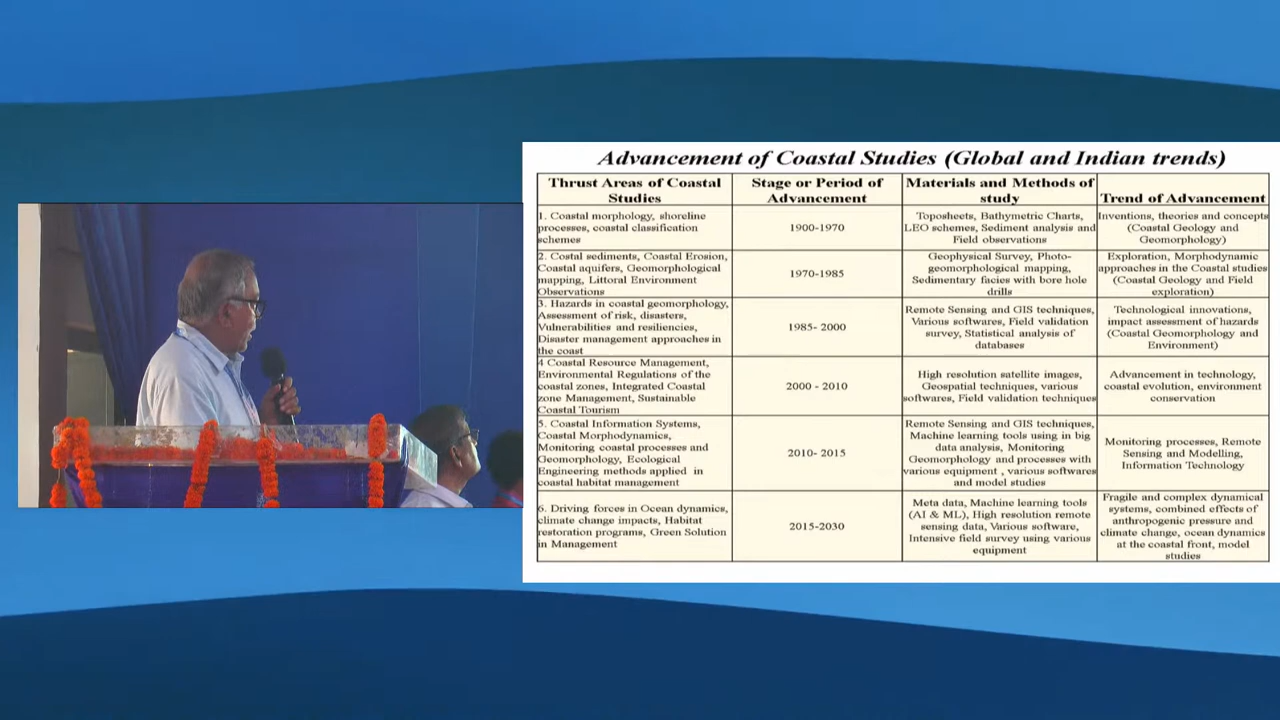 Advancement of Coastal Studies (Global and Indian trends)
Thrust Areas of Coastal
Studies
Stage or Period of
Advancement
Materials and Methods of
study
Trend of Advancement
1. Coastal morphology, shoreline
processes, coastal classification
schemes
1900-1970
Toposheets, Bathymetric Charts,
LEO schemes, Sediment analysis and
Field observations
Inventions, theories and concepts
(Coastal Geology and
Geomorphology)
2. Costal sediments, Coastal Erosion,
Coastal aquifers, Geomorphological
mapping, Littoral Environment
Observations
1970-1985
Geophysical Survey, Photo-
geomorphological mapping,
Sedimentary facies with bore hole
drills
Exploration, Morphodynamic
approaches in the Coastal studies
(Coastal Geology and Field
exploration)
3. Hazards in coastal geomorphology,
Assessment of risk, disasters,
Vulnerabilities and resiliencies,
Disaster management approaches in
the coast
1985- 2000
Remote Sensing and GIS techniques,
Various softwares, Field validation
survey, Statistical analysis of
databases
Technological innovations,
impact assessment of hazards
(Coastal Geomorphology and
Environment)
4 Coastal Resource Management,
Environmental Regulations of the
coastal zones, Integrated Coastal
zone Management, Sustainable
Coastal Tourism
2000 - 2010
High resolution satellite images,
Geospatial techniques, various
softwares, Field validation techniques
Advancement in technology,
coastal evolution, environment
conservation
5. Coastal Information Systems,
Coastal Morphodynamics,
Monitoring coastal processes and
Geomorphology, Ecological
Engineering methods applied in
coastal habitat management
2010- 2015
Remote Sensing and GIS techniques,
Machine learning tools using in big
data analysis, Monitoring
Geomorphology and processes with
various equipment , various softwares
and model studies
Monitoring processes, Remote
Sensing and Modelling,
Information Technology
6. Driving forces in Ocean dynamics,
climate change impacts, Habitat
restoration programs, Green Solution
in Management
2015-2030
Meta data, Machine learning tools
(AI & ML), High resolution remote
sensing data, Various software,
Intensive field survey using various
equipment
Fragile and complex dynamical
systems, combined effects of
anthropogenic pressure and
climate change, ocean dynamics
at the coastal front, model
studies